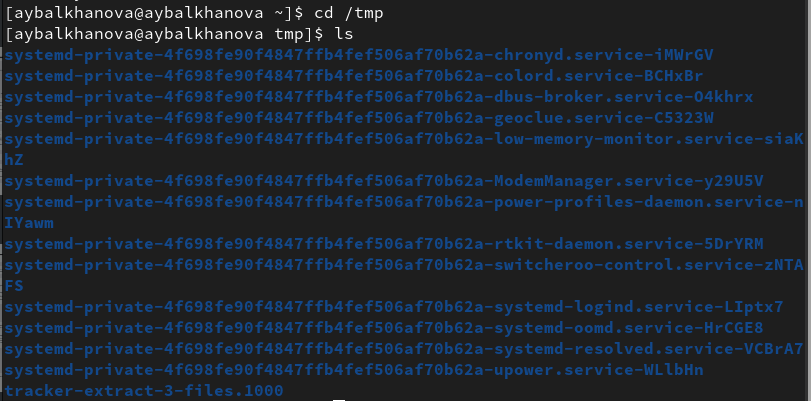 [aybalkhanova@aybalkhanova ~]$ cd /tmp
[aybalkhanova@aybalkhanova tmp]$ ls
systemd-private-4f698fe90f4847ffb4fef506af70b62a-chronyd.service-iMWrGV
systemd-private-4f698fe90f4847ffb4fef506af70b62a-colord.service-BCHxBr
systemd-private-4f698fe90f4847ffb4fef506af70b62a-dbus-broker.service-O4khrx
systemd-private-4f698fe90f4847ffb4fef506af70b62a-geoclue.service-C5323W
systemd-private-4f698fe90f4847ffb4fef506af70b62a-low-memory-monitor.service-siaK
hZ
systemd-private-4f698fe90f4847ffb4fef506af70b62a-ModemManager.service-y29U5V
systemd-private-4f698fe90f4847ffb4fef506af70b62a-power-profiles-daemon.service-n
IYawm
systemd-private-4f698fe90f4847ffb4fef506af70b62a-rtkit-daemon.service-5DrYRM
systemd-private-4f698fe90f4847ffb4fef506af70b62a-switcheroo-control.service-zNTA
FS
systemd-private-4f698fe90f4847ffb4fef506af70b62a-systemd-logind.service-LIptx7
systemd-private-4f698fe90f4847ffb4fef506af70b62a-systemd-oomd.service-HrCGE8
systemd-private-4f698fe90f4847ffb4fef506af70b62a-systemd-resolved.service-VCBrA7
systemd-private-4f698fe90f4847ffb4fef506af70b62a-upower.service-WLlbHn
tracker-extract-3-files.1000